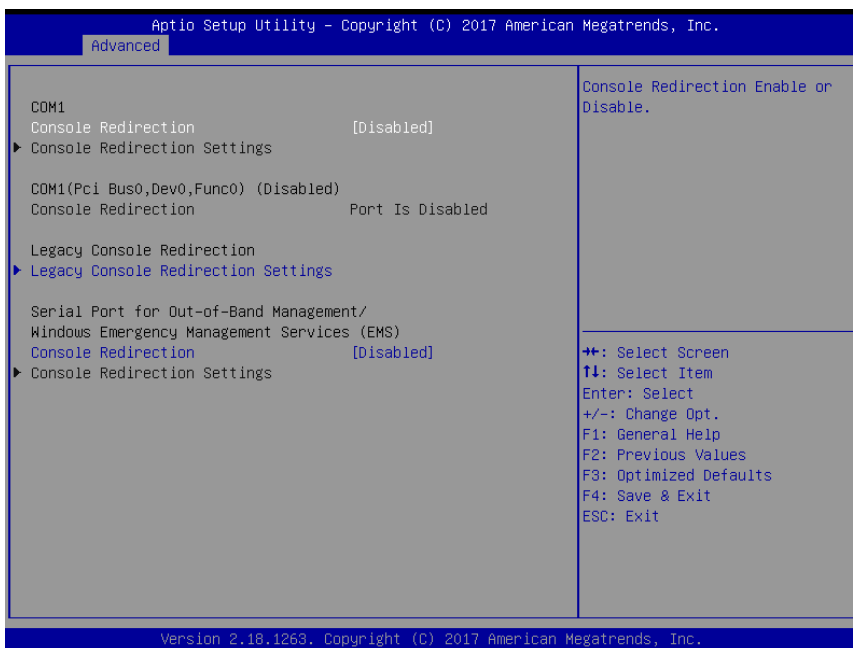 Aptio Setup Utility – Copyright (C) 2017 American Megatrends, Inc.
Advanced
COM1
Console Redirection [Disabled]
Console Redirection Settings
COM1(Pci Bus0,Dev0,Func0) (Disabled)
Console Redirection Port Is Disabled
Legacy Console Redirection
Legacy Console Redirection Settings
Serial Port for Out-of-Band Management/
Windows Emergency Management Services (EMS)
Console Redirection [Disabled]
Console Redirection Settings
Console Redirection Enable or
Disable.
→←: Select Screen
↑↓: Select Item
Enter: Select
+/-: Change Opt.
F1: General Help
F2: Previous Values
F3: Optimized Defaults
F4: Save & Exit
ESC: Exit
Version 2.18.1263. Copyright (C) 2017 American Megatrends, Inc.